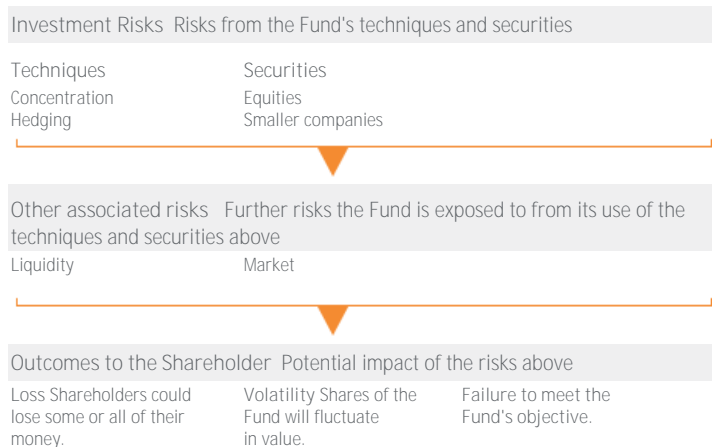 Investment Risks Risks from the Fund's techniques and securities
Techniques Securities
Concentration Equities
Hedging Smaller companies
Other associated risks Further risks the Fund is exposed to from its use of the
techniques and securities above
Liquidity Market
Outcomes to the Shareholder Potential impact of the risks above
Loss Shareholders could
lose some or all of their
money.
Volatility Shares of the
Fund will fluctuate
in value.
Failure to meet the
Fund's objective.